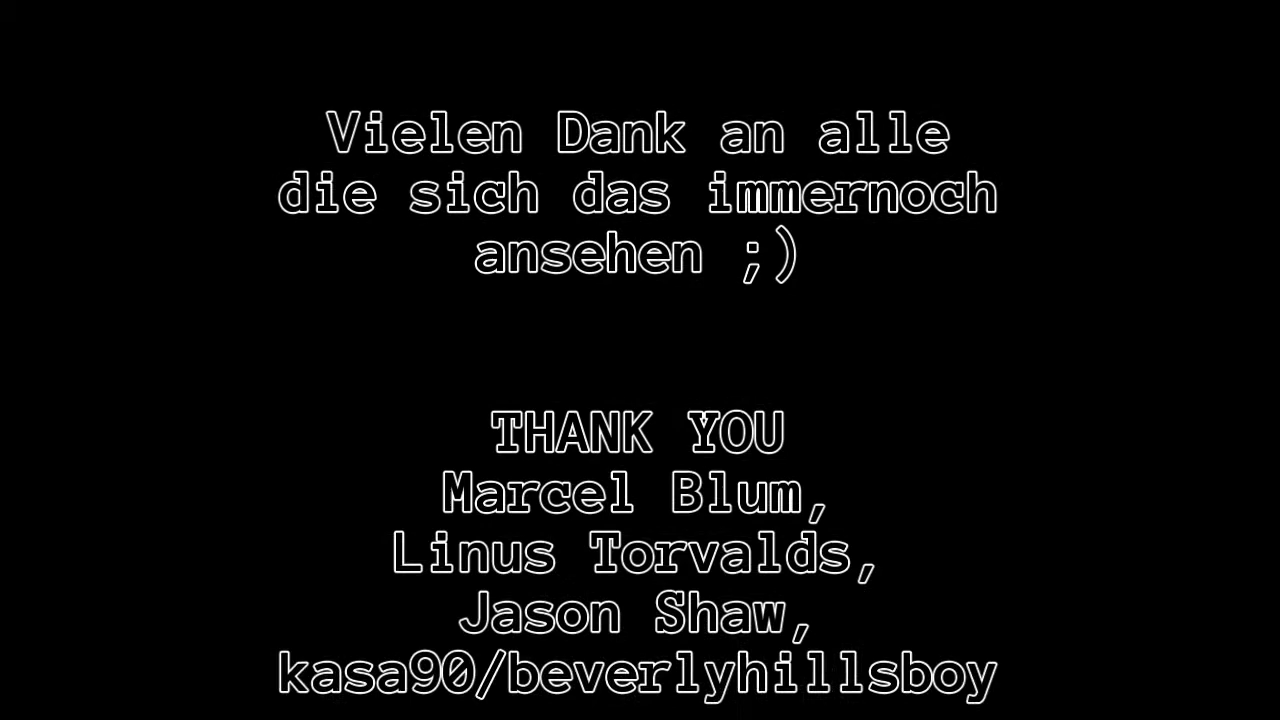 Vielen Dank an alle
die sich das immernoch
ansehen ;)
THANK YOU
Marcel Blum,
Linus Torvalds,
Jason Shaw,
kasa90/beverlyhillsboy